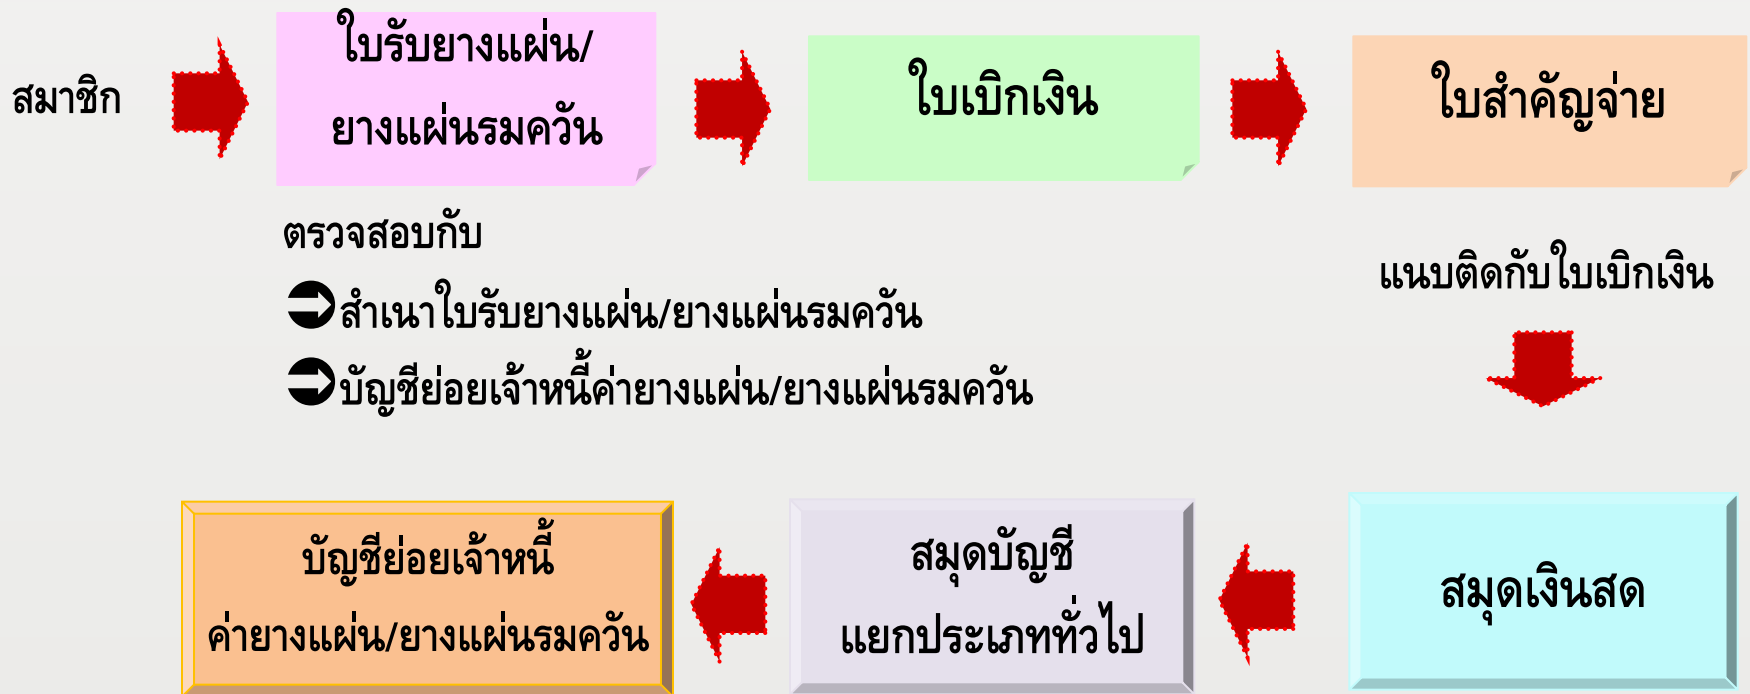 สมาชิก
ใบรับยางแผ่น/
ยางแผ่นรมควัน
ใบเบิกเงิน
ใบสำคัญจ่าย
ตรวจสอบกับ
สำเนาใบรับยางแผ่น/ยางแผ่นรมควัน
บัญชีย่อยเจ้าหนี้ค่ายางแผ่น/ยางแผ่นรมควัน
แนบติดกับใบเบิกเงิน
สมุดเงินสด
สมุดบัญชี
แยกประเภททั่วไป
บัญชีย่อยเจ้าหนี้
ค่ายางแผ่น/ยางแผ่นรมควัน